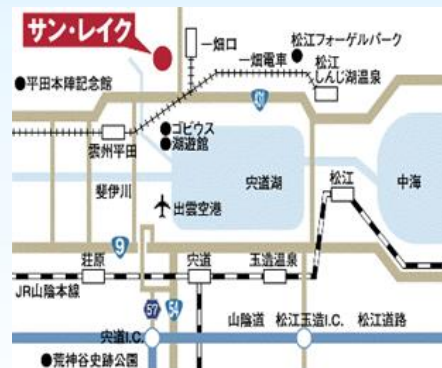 サン・レイク
一畑口
松江フォーゲルパーク
一畑電車
松江
しんじ湖温泉
●平田本陣記念館
431
●ゴビウス
●湖遊館
雲州平田
斐伊川
宍道湖
松江
中海
出雲空港
9
荘原
宍道
玉造温泉
JR山陰本線
57
54
山陰道
松江玉造I.C.
松江道路
宍道I.C.
●荒神谷史跡公園